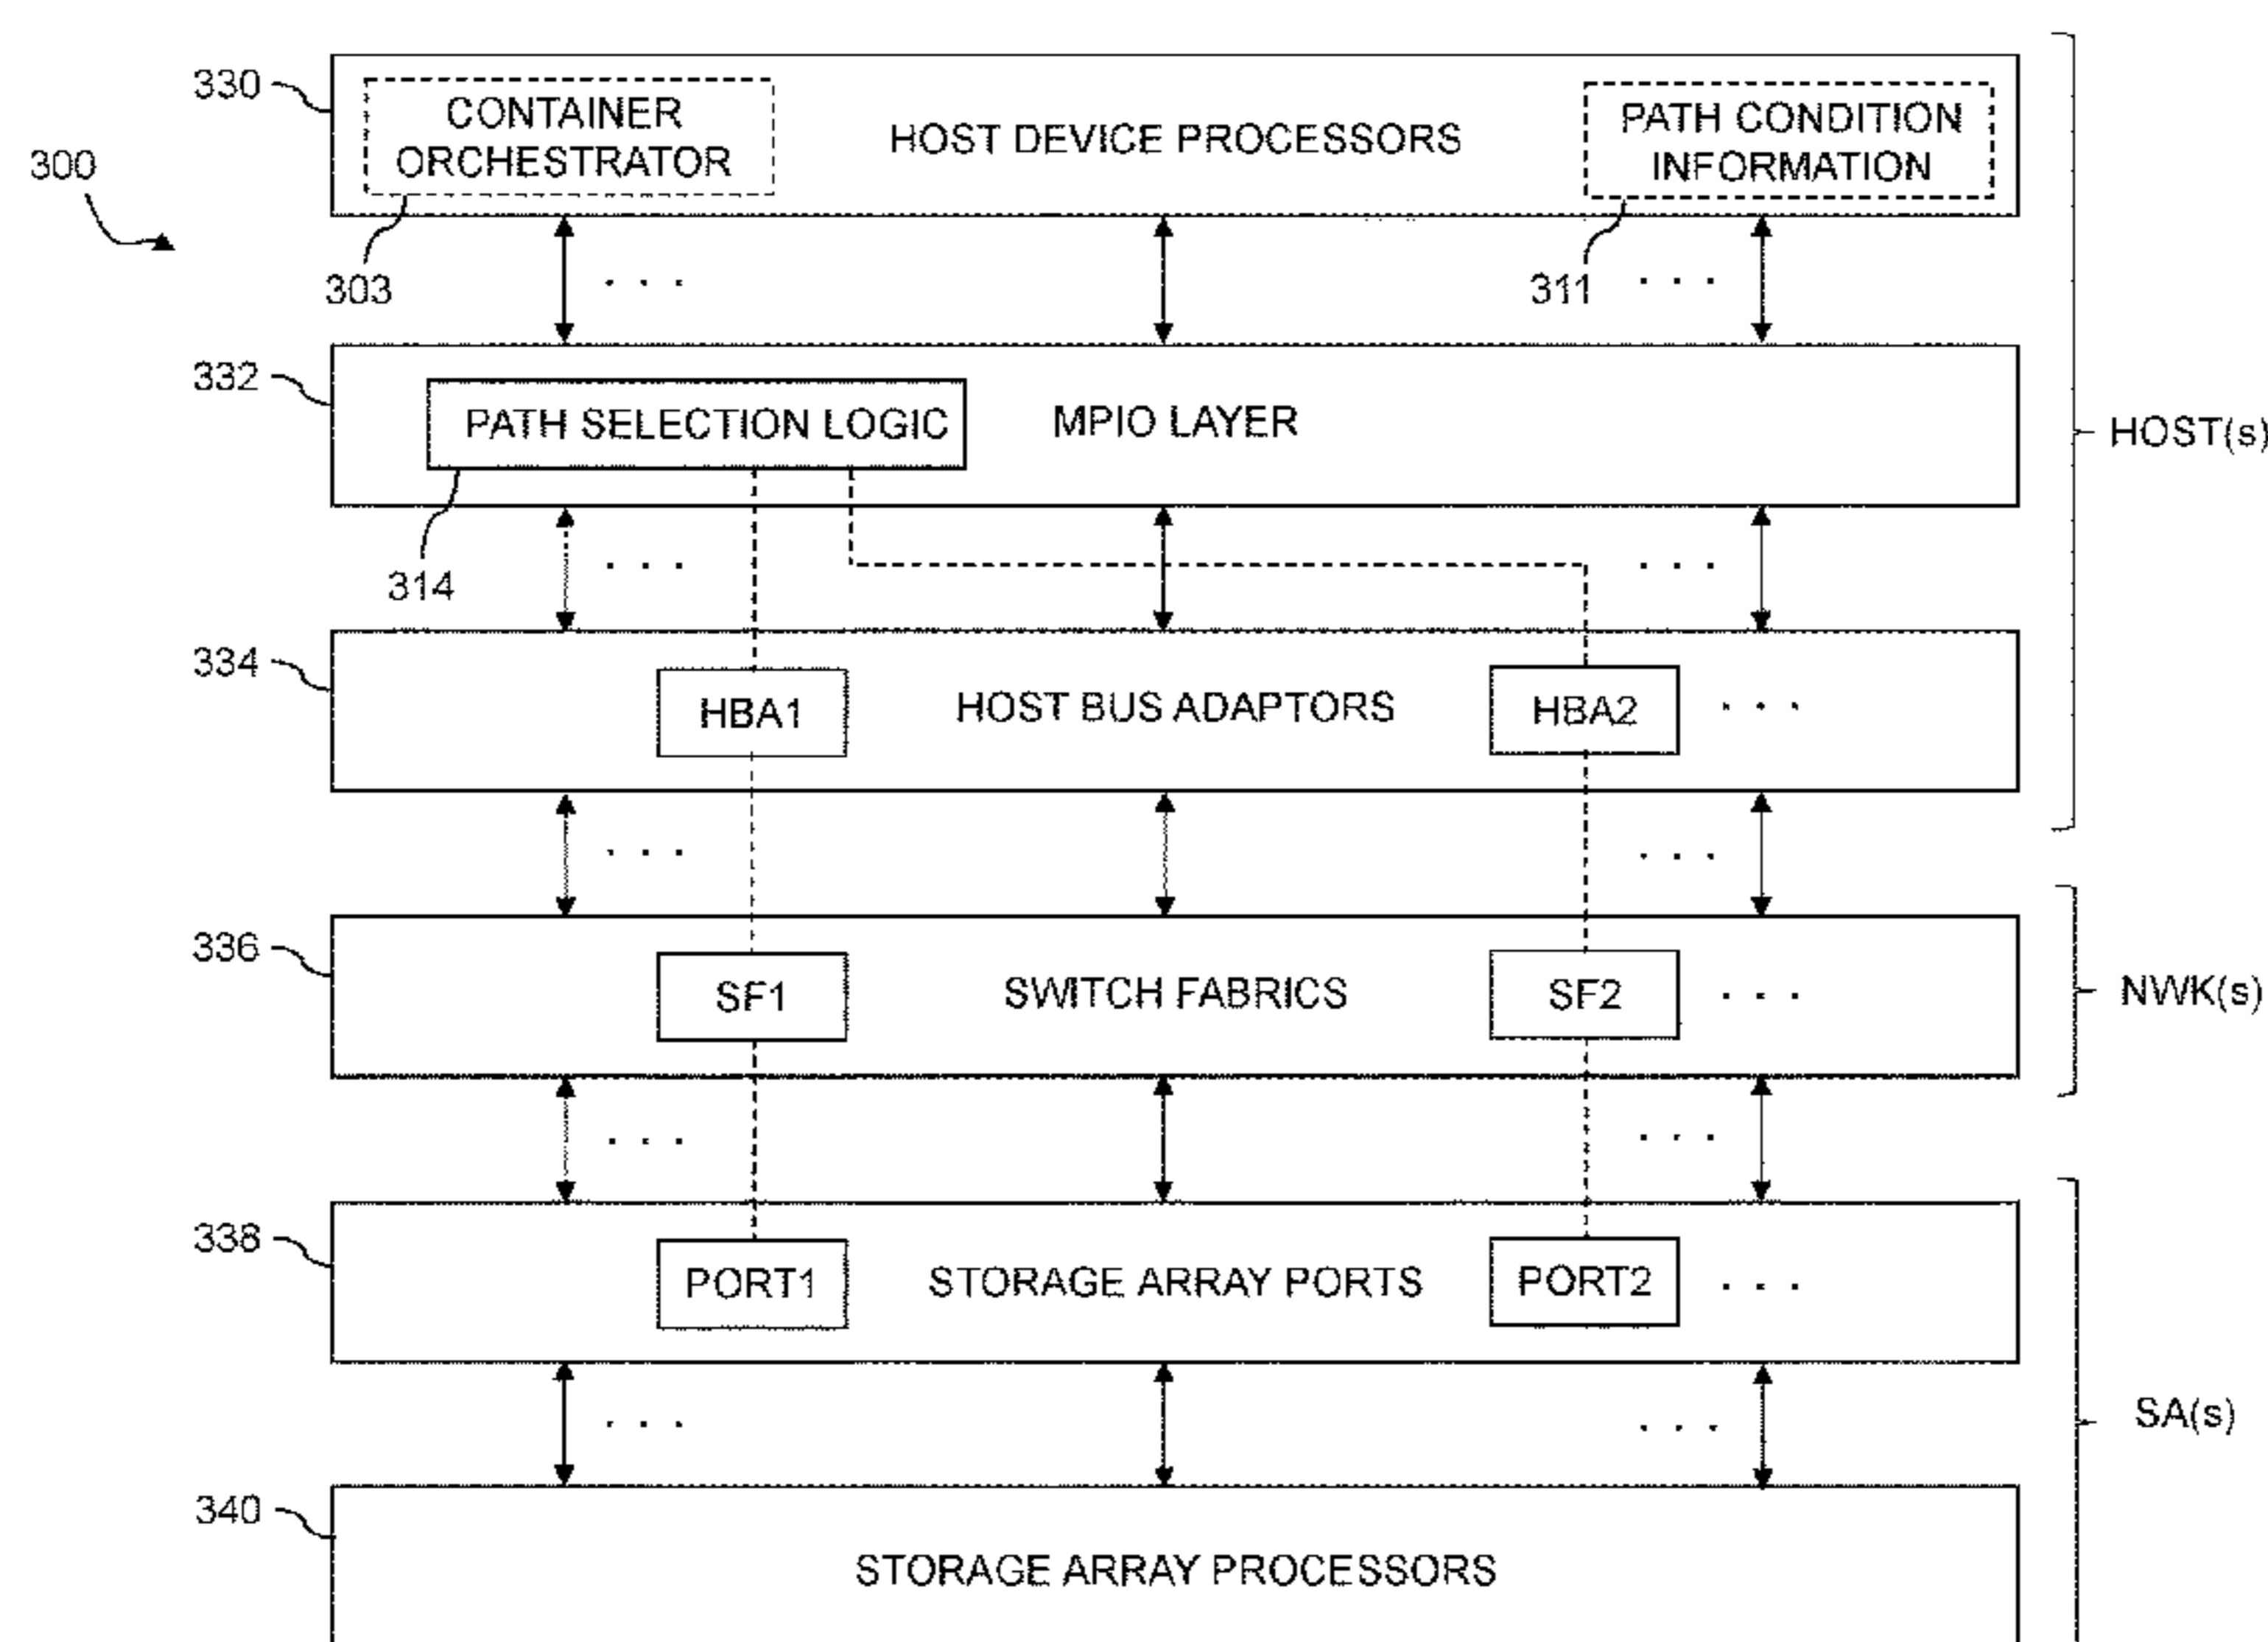 330
CONTAINER
ORCHESTRATOR
HOST DEVICE PROCESSORS
PATH CONDITION
INFORMATION
300
303
. . .
311
. . .
332
PATH SELECTION LOGIC
MPIO LAYER
HOST(s)
314
. . .
. . .
334
HBA1
HOST BUS ADAPTORS
HBA2
. . .
. . .
. . .
336
SF1
SWITCH FABRICS
SF2
. . .
NWK(s)
. . .
. . .
338
PORT1
STORAGE ARRAY PORTS
PORT2
. . .
. . .
. . .
SA(s)
340
STORAGE ARRAY PROCESSORS